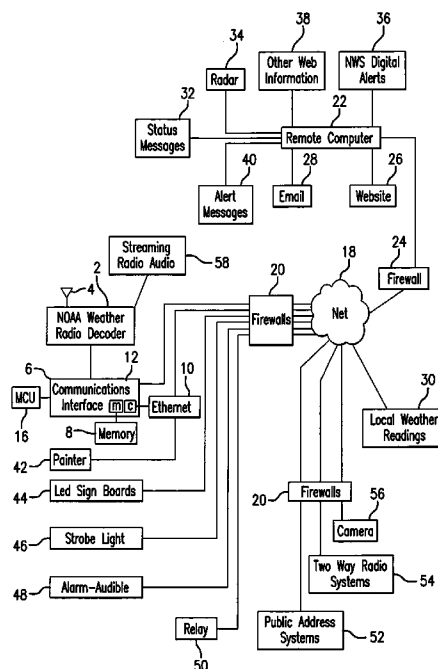 34
38
36
Radar
Other Web
Information
NWS Digital
Alerts
32
22
Status
Messages
Remote Computer
40
28
26
Alert
Messages
Email
Website
Streaming
Radio Audio
58
24
Firewall
2
4
20
18
NOAA Weather
Radio Decoder
Firewalls
Net
6
12
10
MCU
Communications
Interface
m
c
Ethernet
16
8
Memory
30
Local Weather
Readings
42
Painter
44
Led Sign Boards
20
Firewalls
56
Camera
46
Strobe Light
Two Way Radio
Systems
54
48
Alarm-Audible
Relay
50
Public Address
Systems
52